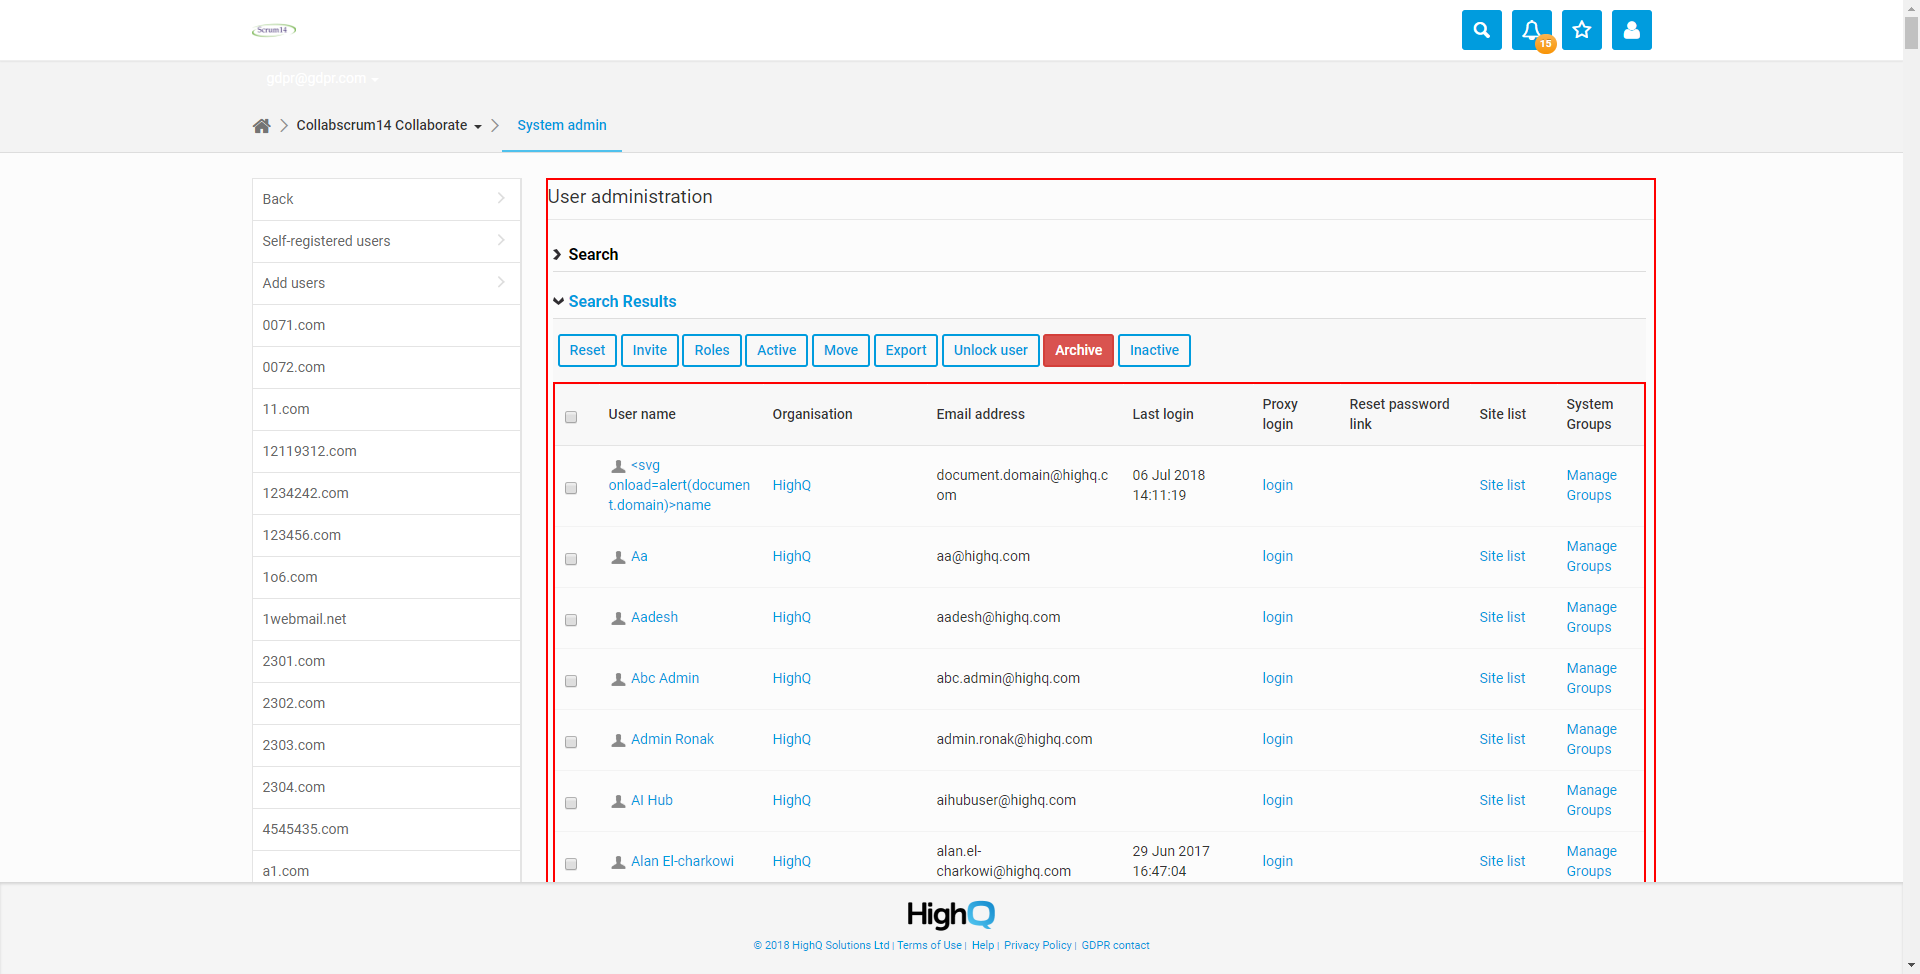 Scrum14
15
gdpr@gdpr.com
Collabscrum14 Collaborate
System admin
Back
Self-registered users
Add users
0071.com
0072.com
11.com
12119312.com
1234242.com
123456.com
1o6.com
1webmail.net
2301.com
2302.com
2303.com
2304.com
4545435.com
a1.com
User administration
Search
Search Results
Reset Invite Roles Active Move Export Unlock user Archive Inactive
User name Organisation Email address Last login Proxy login Reset password link Site list System Groups
<svg
onload=alert(documen
t.domain)>name
HighQ
document.domain@highq.c
om
06 Jul 2018
14:11:19
login
Site list
Manage
Groups
Aa HighQ aa@highq.com login Site list Manage
Groups
Aadesh HighQ aadesh@highq.com login Site list Manage
Groups
Abc Admin HighQ abc.admin@highq.com login Site list Manage
Groups
Admin Ronak HighQ admin.ronak@highq.com login Site list Manage
Groups
AI Hub HighQ aihubuser@highq.com login Site list Manage
Groups
Alan El-charkowi HighQ
alan.el-
charkowi@highq.com
29 Jun 2017
16:47:04
login
Site list
Manage
Groups
HighQ
© 2018 HighQ Solutions Ltd | Terms of Use | Help | Privacy Policy | GDPR contact